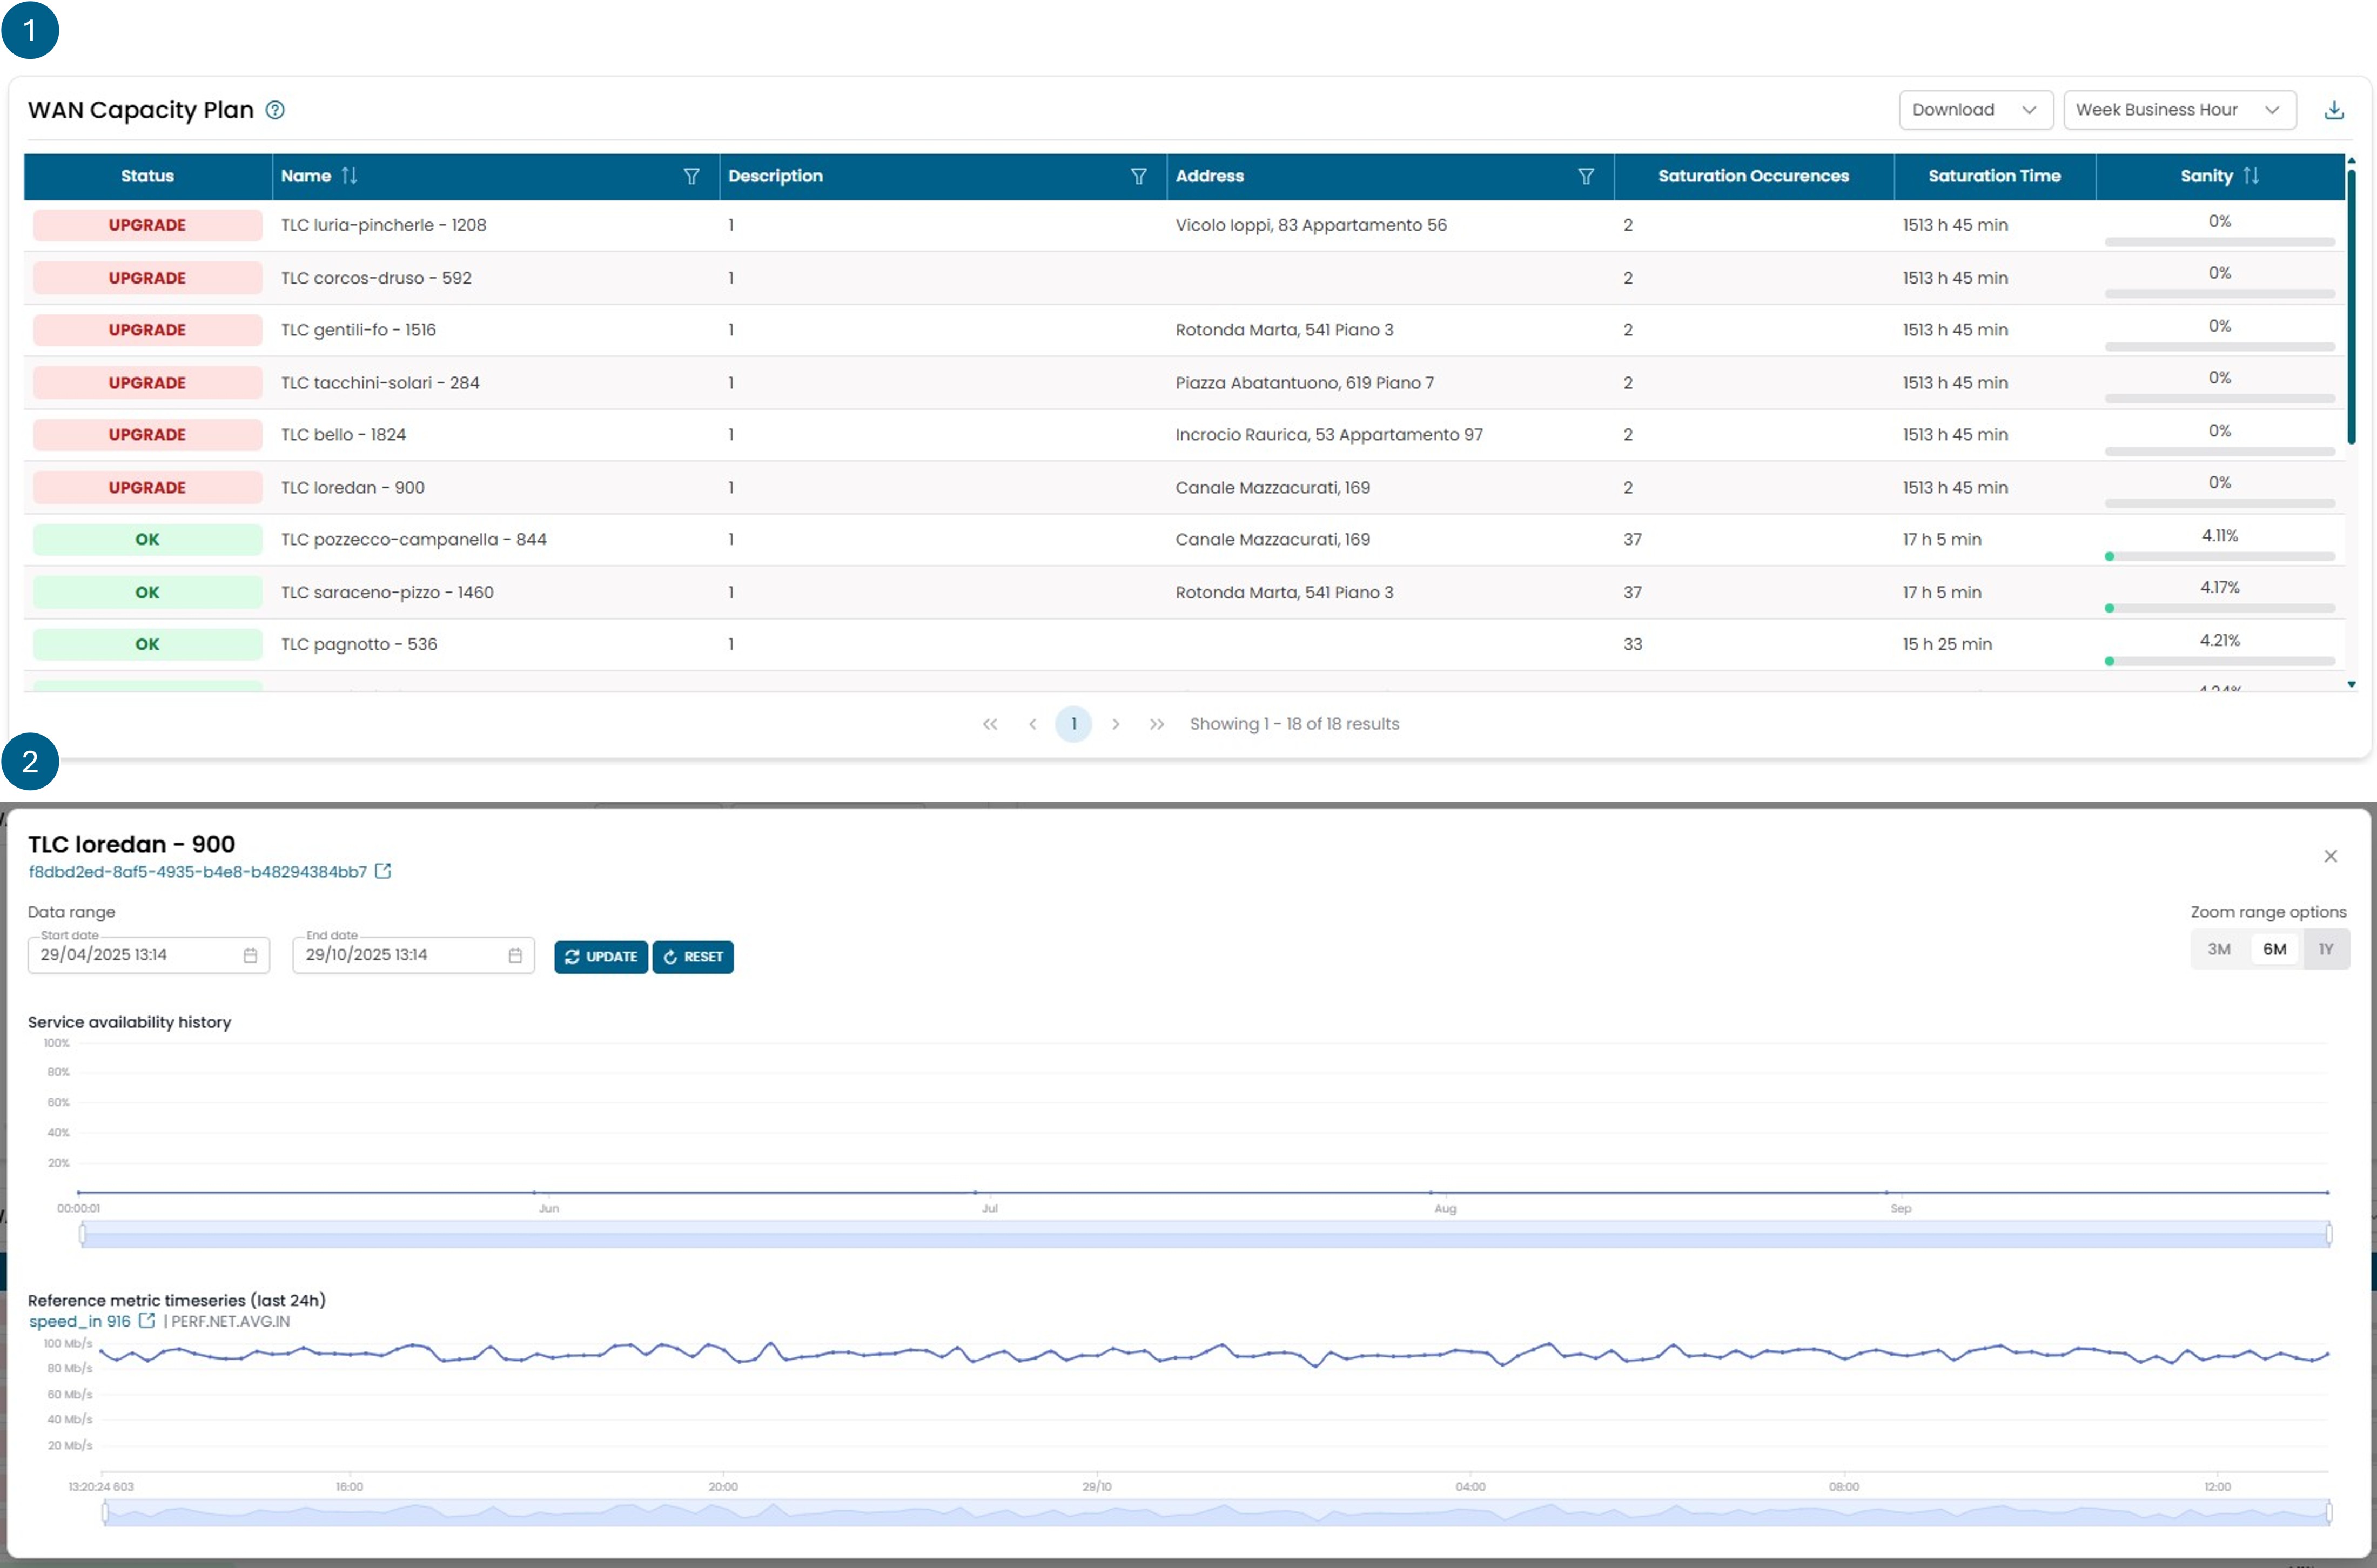 1
WAN Capacity Plan
Download Week Business Hour
Status Name Description Address Saturation Occurences Saturation Time Sanity
UPGRADE TLC luria-pincherle - 1208 1 Vicolo Ioppi, 83 Appartamento 56 2 1513 h 45 min 0%
UPGRADE TLC corcos-druso - 592 1 2 1513 h 45 min 0%
UPGRADE TLC gentili-fo - 1516 1 Rotonda Marta, 541 Piano 3 2 1513 h 45 min 0%
UPGRADE TLC tacchini-solari - 284 1 Piazza Abatantuono, 619 Piano 7 2 1513 h 45 min 0%
UPGRADE TLC bello - 1824 1 Incrocio Raurica, 53 Appartamento 97 2 1513 h 45 min 0%
UPGRADE TLC loredan - 900 1 Canale Mazzacurati, 169 2 1513 h 45 min 0%
OK TLC pozzecco-campanella - 844 1 Canale Mazzacurati, 169 37 17 h 5 min 4.11%
OK TLC saraceno-pizzo - 1460 1 Rotonda Marta, 541 Piano 3 37 17 h 5 min 4.17%
OK TLC pagnotto - 536 1 33 15 h 25 min 4.21%
« ‹ 1 › » Showing 1 - 18 of 18 results
2
TLC loredan - 900
f8dbd2ed-8af5-4935-b4e8-b48294384bb7
Data range Zoom range options
Start date End date
29/04/2025 13:14 29/10/2025 13:14 UPDATE RESET 3M 6M 1Y
Service availability history
100%
80%
60%
40%
20%
00:00:01 Jun Jul Aug Sep
Reference metric timeseries (last 24h)
speed_in 916 | PERF.NET.AVG.IN
100 Mb/s
80 Mb/s
60 Mb/s
40 Mb/s
20 Mb/s
13:20:24 603 16:00 20:00 29/10 04:00 08:00 12:00